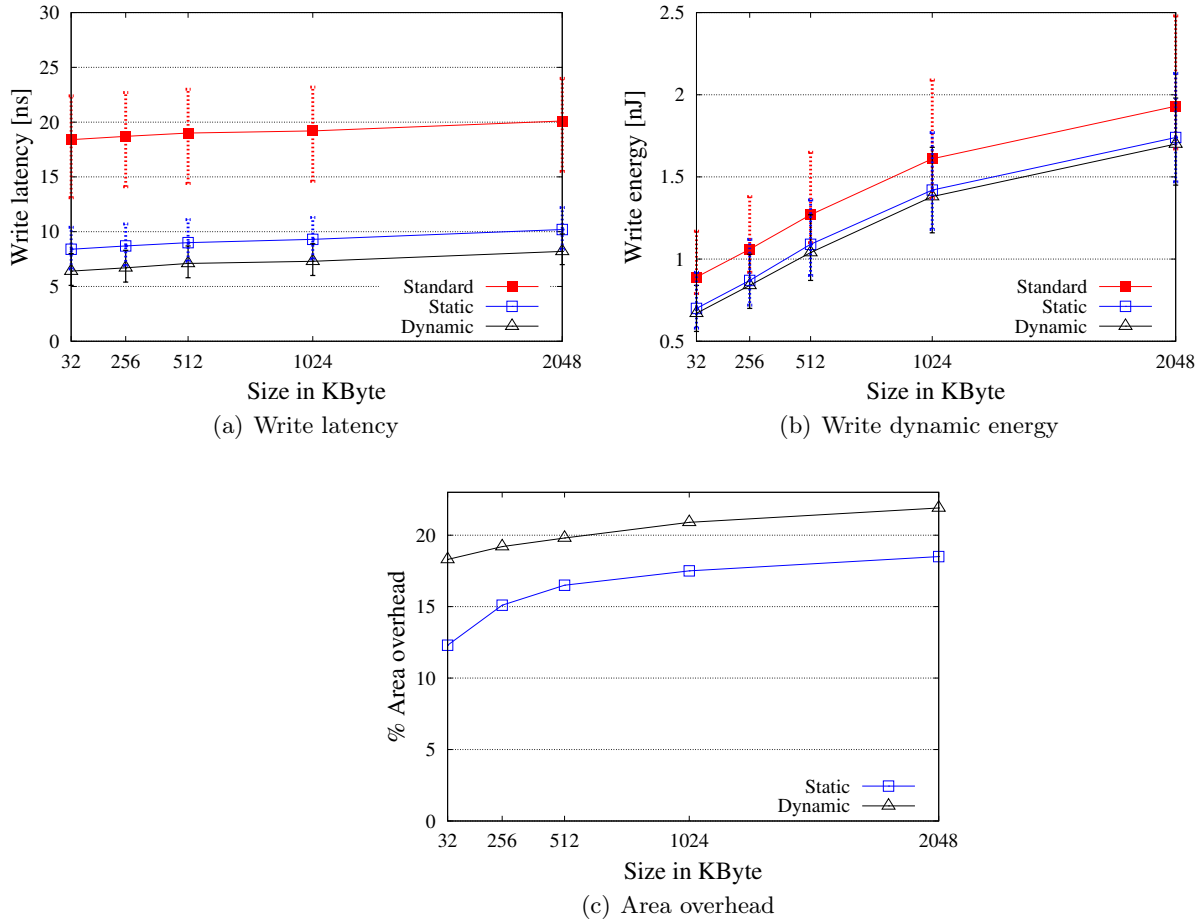 30
25
20
15
10
5
0
Write latency [ns]
Standard
Static
Dynamic
32 256 512 1024 2048
Size in KByte
(a) Write latency
2.5
2
1.5
1
0.5
Write energy [nJ]
Standard
Static
Dynamic
32 256 512 1024 2048
Size in KByte
(b) Write dynamic energy
20
15
10
5
0
% Area overhead
Static
Dynamic
32 256 512 1024 2048
Size in KByte
(c) Area overhead